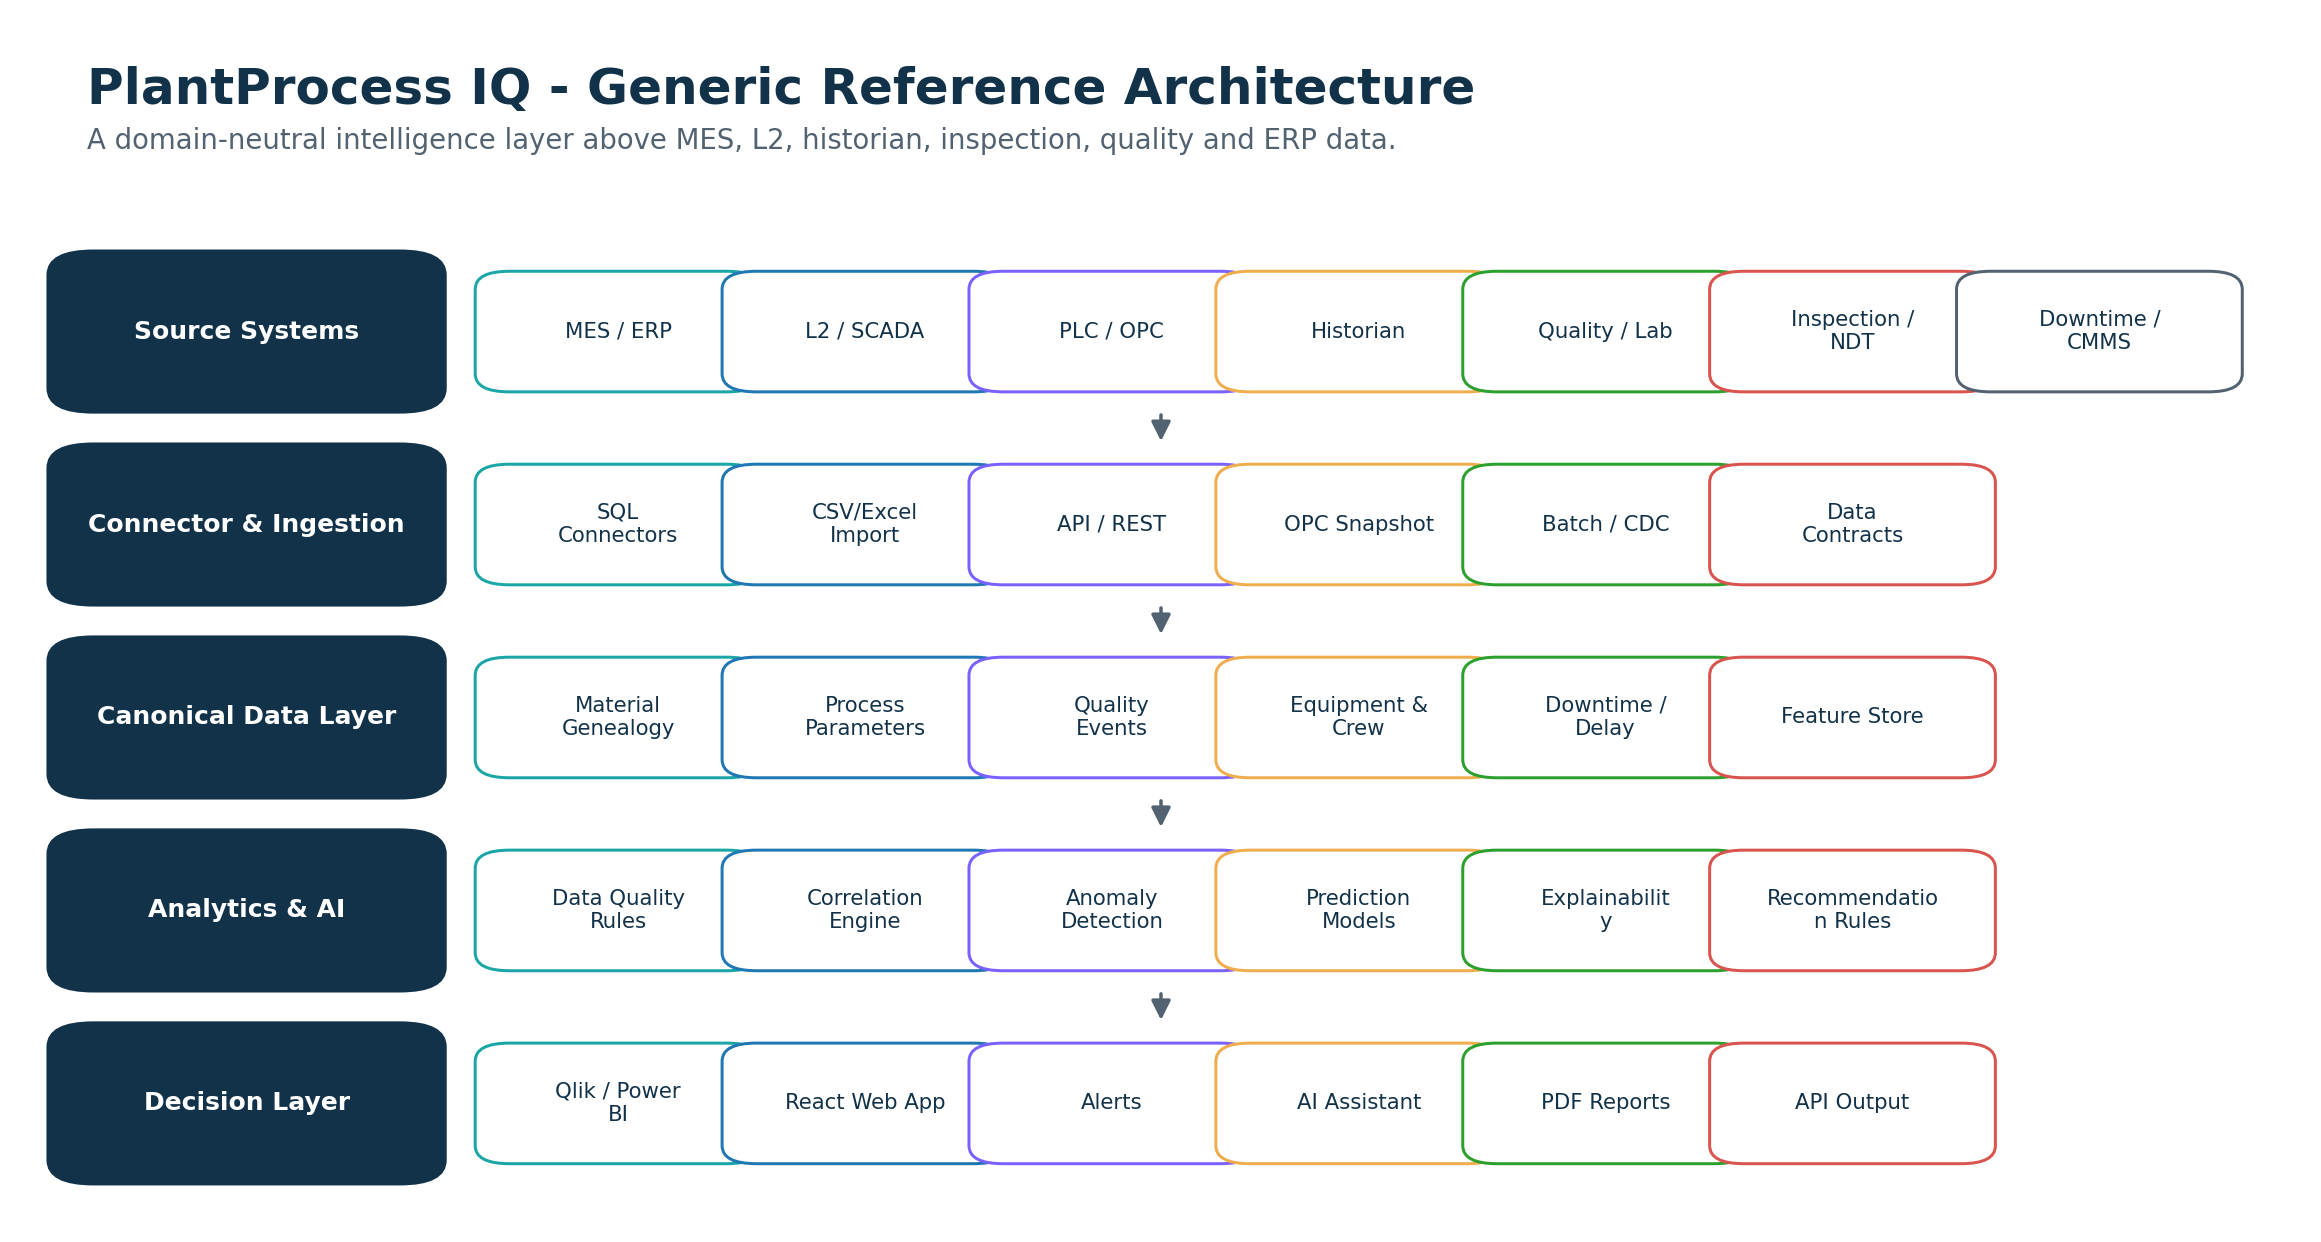 PlantProcess IQ - Generic Reference Architecture
A domain-neutral intelligence layer above MES, L2, historian, inspection, quality and ERP data.
Source Systems
MES / ERP
L2 / SCADA
PLC / OPC
Historian
Quality / Lab
Inspection /
NDT
Downtime /
CMMS
Connector & Ingestion
SQL
Connectors
CSV/Excel
Import
API / REST
OPC Snapshot
Batch / CDC
Data
Contracts
Canonical Data Layer
Material
Genealogy
Process
Parameters
Quality
Events
Equipment &
Crew
Downtime /
Delay
Feature Store
Analytics & AI
Data Quality
Rules
Correlation
Engine
Anomaly
Detection
Prediction
Models
Explainabilit
y
Recommendatio
n Rules
Decision Layer
Qlik / Power
BI
React Web App
Alerts
AI Assistant
PDF Reports
API Output